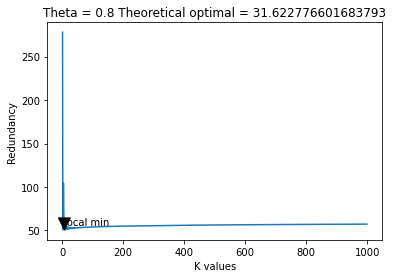 Theta = 0.8 Theoretical optimal = 31.622776601683793
Redundancy
250
200
150
100
50
local min
0
200
400
600
800
1000
K values